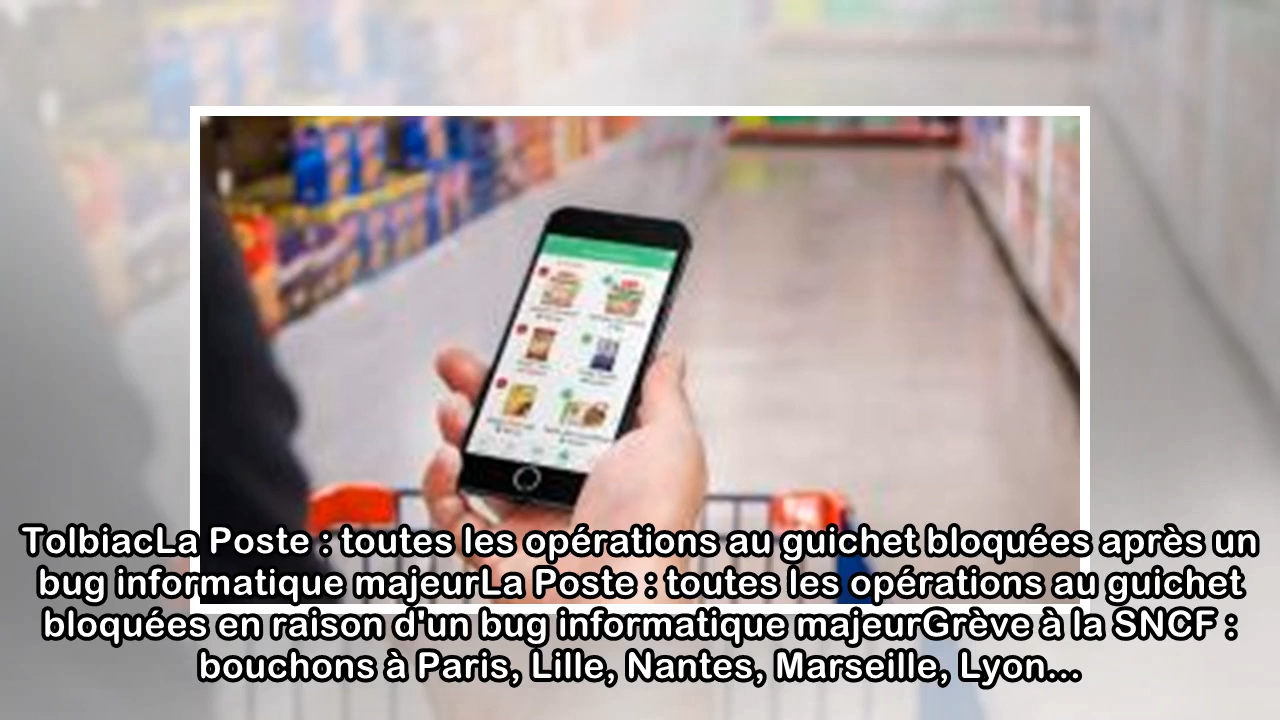 TolbiacLa Poste : toutes les opérations au guichet bloquées après un
bug informatique majeurLa Poste : toutes les opérations au guichet
bloquées en raison d'un bug informatique majeurGrève à la SNCF :
bouchons à Paris, Lille, Nantes, Marseille, Lyon...